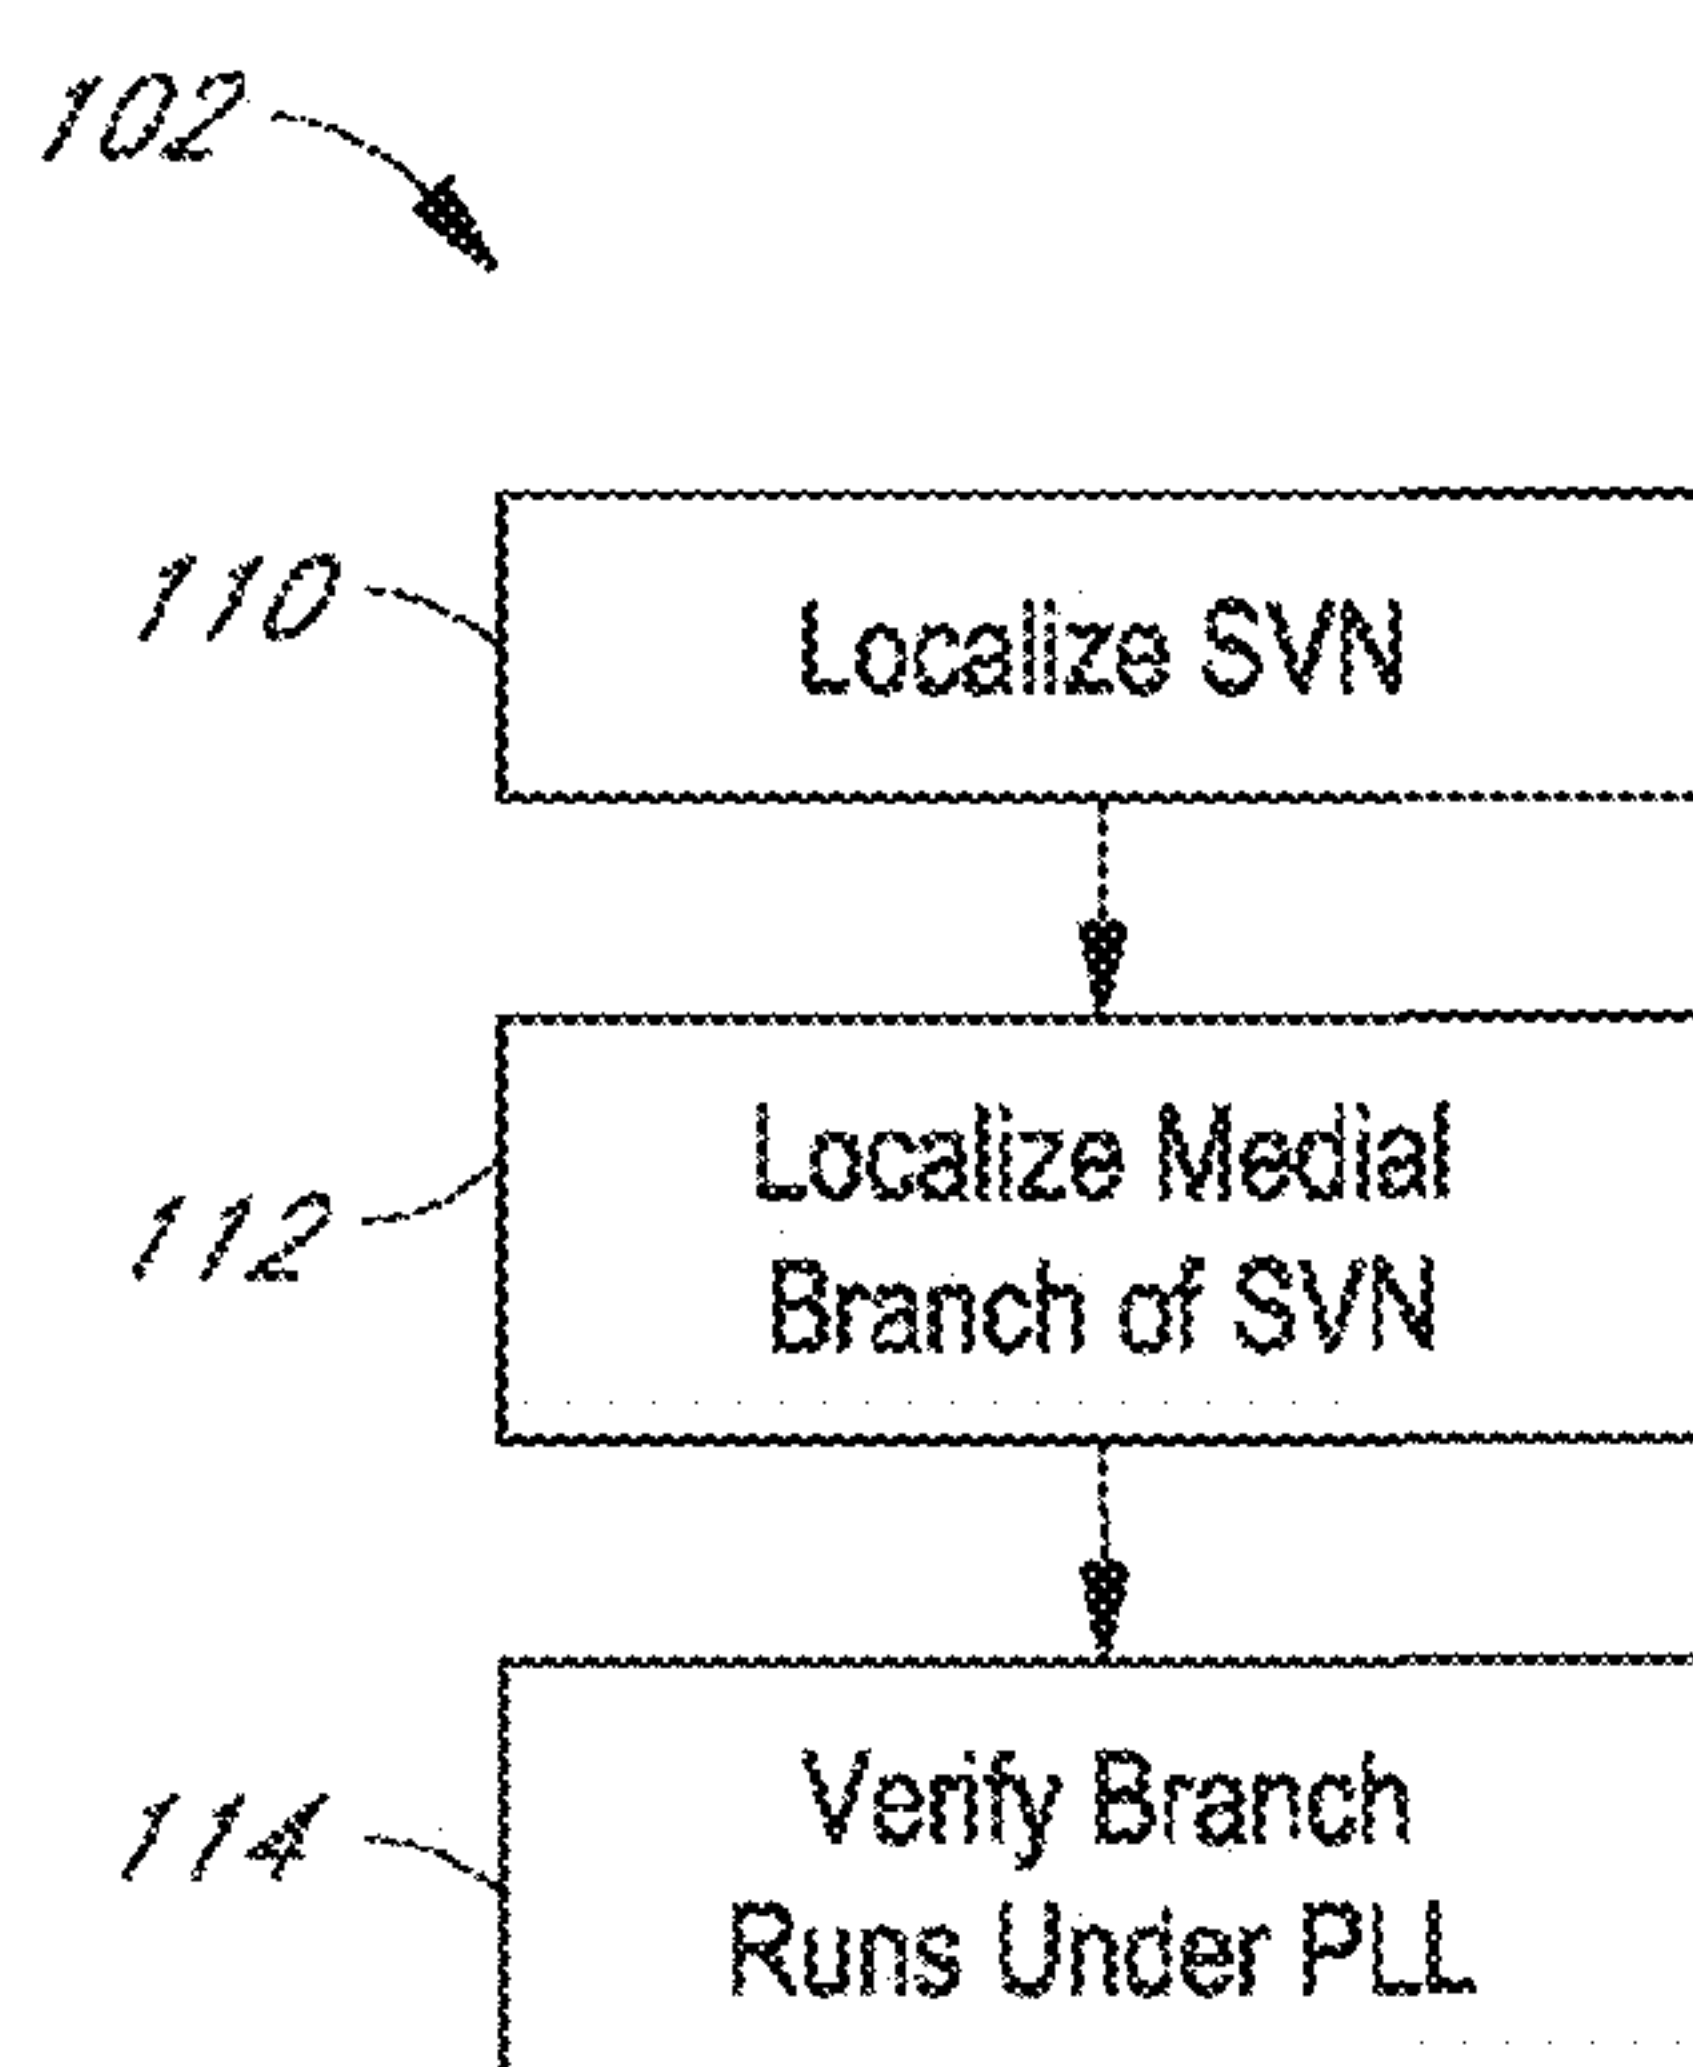 102
110
Localize SVN
112
Localize Medial
Branch of SVN
114
Verify Branch
Runs Under PLL